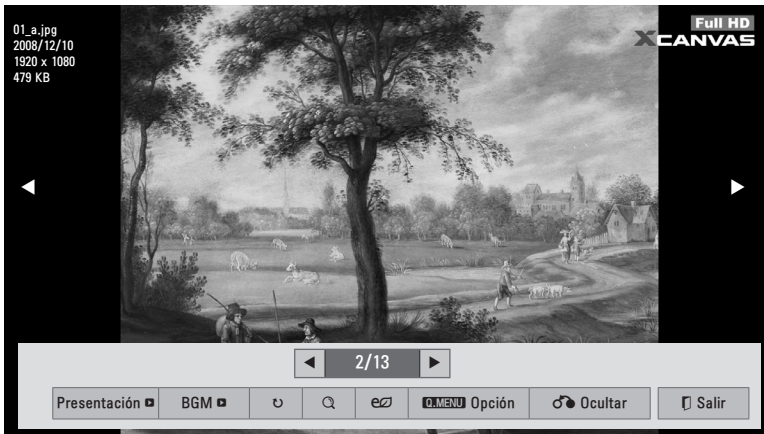 01_a.jpg
2008/12/10
1920 x 1080
479 KB
Full HD
XCANVAS
2/13
Presentación
BGM
Q.MENU Opción
Ocultar
Salir